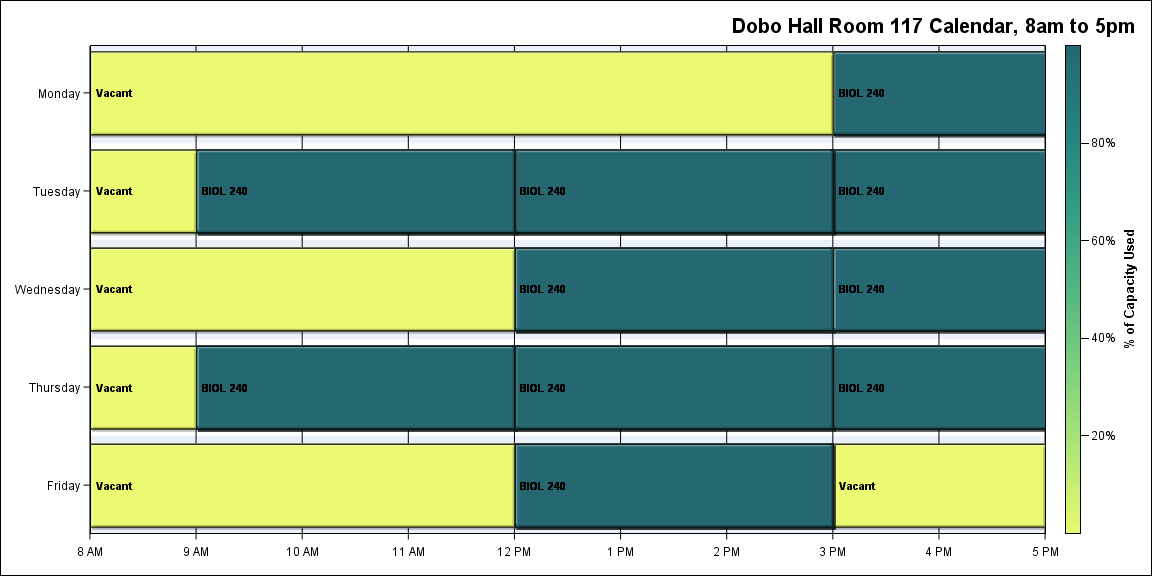 Dobo Hall Room 117 Calendar, 8am to 5pm
Monday Vacant BIOL 240
Tuesday Vacant BIOL 240 BIOL 240 BIOL 240
Wednesday Vacant BIOL 240 BIOL 240
Thursday Vacant BIOL 240 BIOL 240 BIOL 240
Friday Vacant BIOL 240 Vacant
8 AM 9 AM 10 AM 11 AM 12 PM 1 PM 2 PM 3 PM 4 PM 5 PM
80%
60%
40%
20%
% of Capacity Used